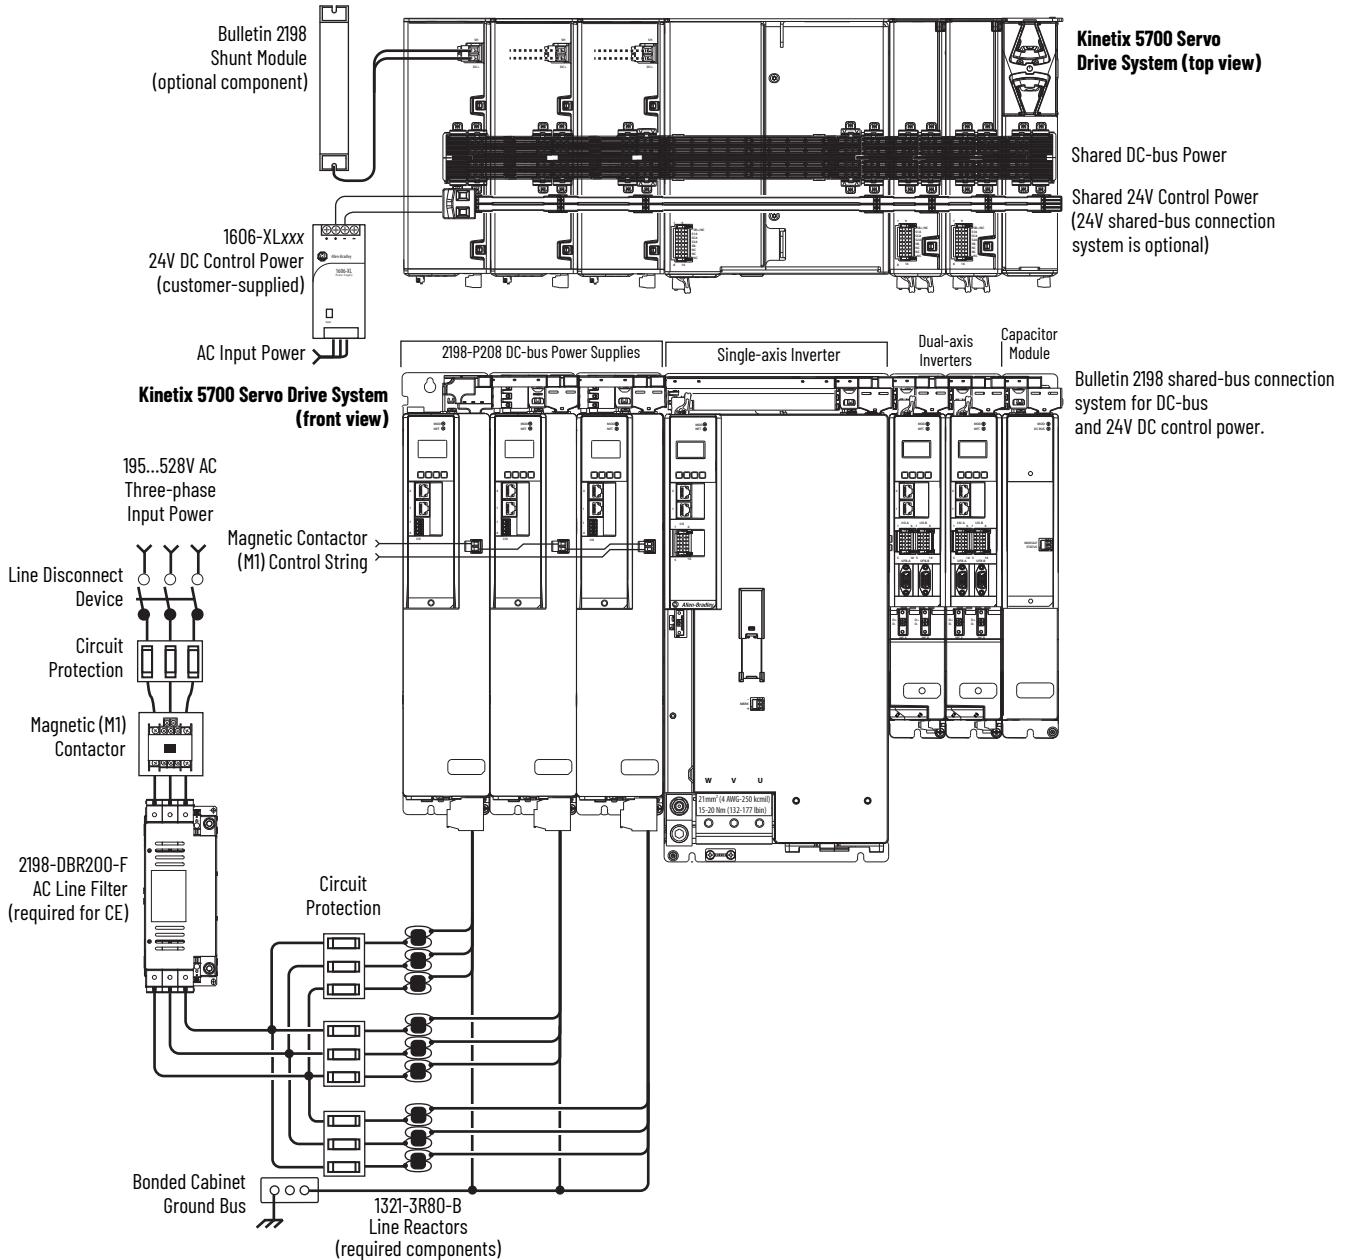 Bulletin 2198
Shunt Module
(optional component)
Kinetix 5700 Servo
Drive System (top view)
Shared DC-bus Power
Shared 24V Control Power
(24V shared-bus connection
system is optional)
1606-XLxxx
24V DC Control Power
(customer-supplied)
Allen-Bradley
1606-XL
AC Input Power
2198-P208 DC-bus Power Supplies
Single-axis Inverter
Dual-axis
Inverters
Capacitor
Module
Kinetix 5700 Servo Drive System
(front view)
Bulletin 2198 shared-bus connection
system for DC-bus
and 24V DC control power.
195...528V AC
Three-phase
Input Power
Magnetic Contactor
(M1) Control String
Line Disconnect
Device
Allen-Bradley
Circuit
Protection
Magnetic (M1)
Contactor
W V U
21mm² (4 AWG-250 kcmil)
15-20 Nm (132-177 lbin)
2198-DBR200-F
AC Line Filter
(required for CE)
Circuit
Protection
Bonded Cabinet
Ground Bus
1321-3R80-B
Line Reactors
(required components)